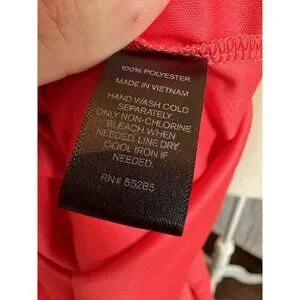 100% POLYESTER
MADE IN VIETNAM
HAND WASH COLD
SEPARATELY.
ONLY NON-CHLORINE
BLEACH WHEN
NEEDED, LINE DRY.
COOL IRON IF
NEEDED.
RN# 55285